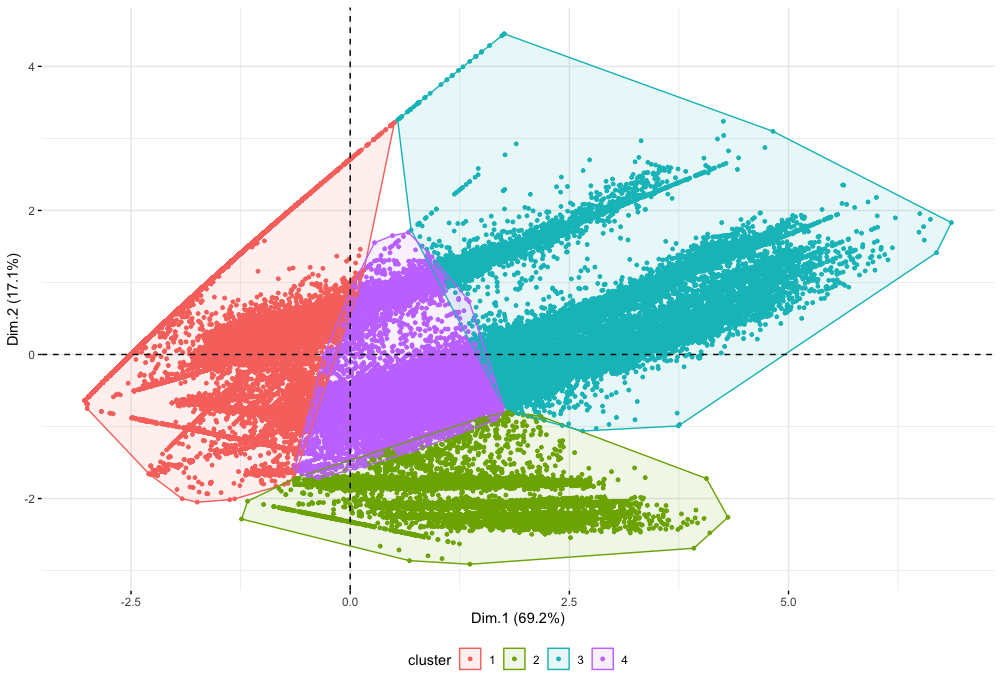 4
2
0
-2
Dim.2 (17.1%)
-2.5 0.0 2.5 5.0
Dim.1 (69.2%)
cluster 1 2 3 4